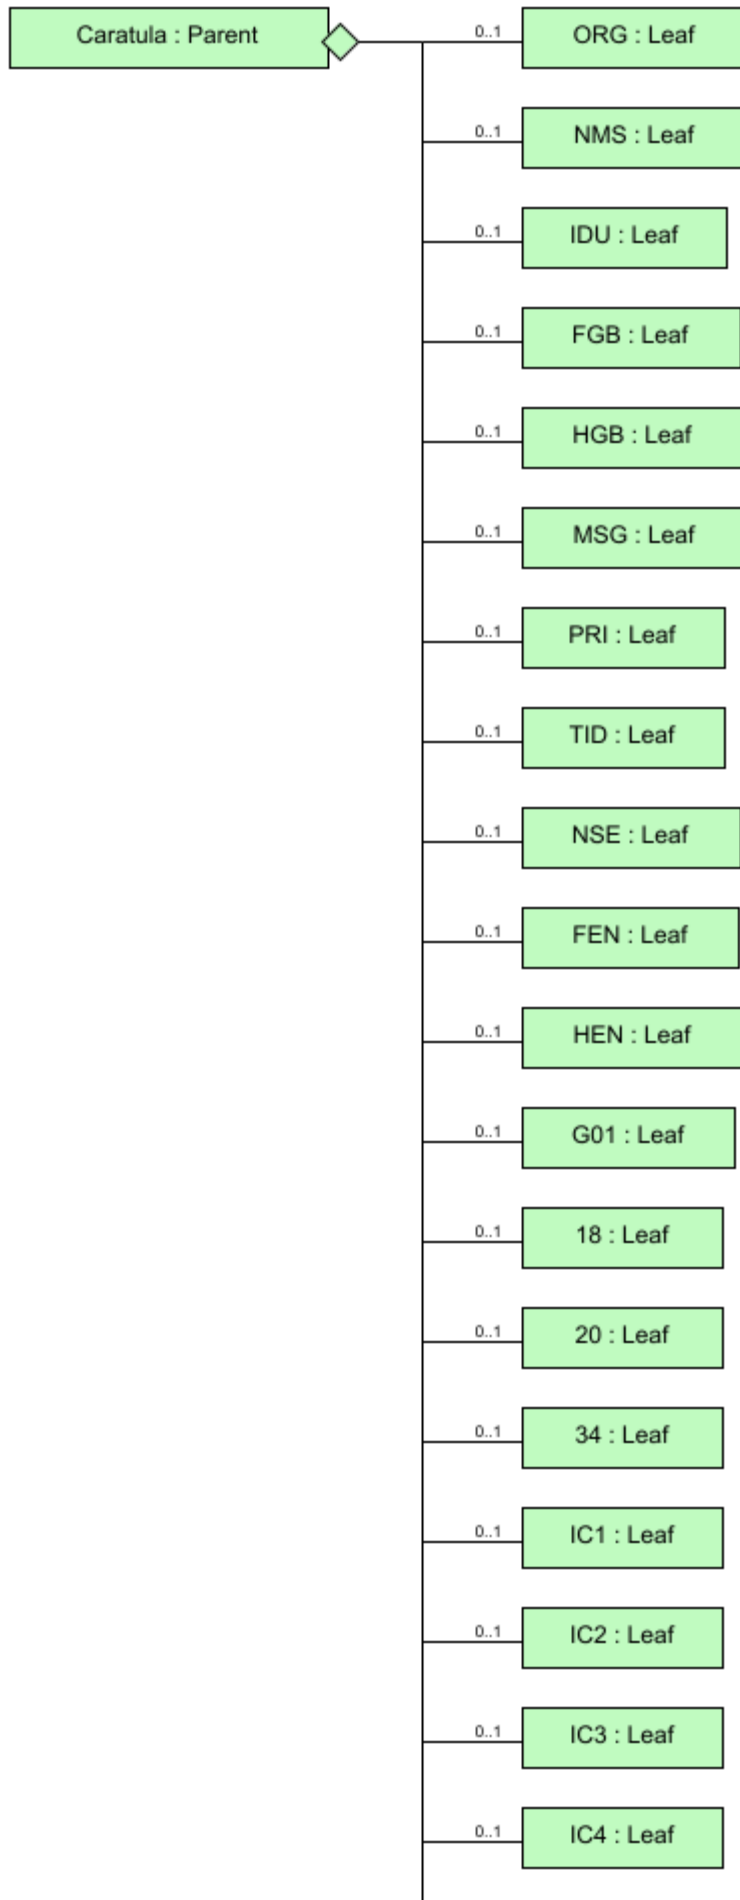 Caratula : Parent
0..1 ORG : Leaf
0..1 NMS : Leaf
0..1 IDU : Leaf
0..1 FGB : Leaf
0..1 HGB : Leaf
0..1 MSG : Leaf
0..1 PRI : Leaf
0..1 TID : Leaf
0..1 NSE : Leaf
0..1 FEN : Leaf
0..1 HEN : Leaf
0..1 G01 : Leaf
0..1 18 : Leaf
0..1 20 : Leaf
0..1 34 : Leaf
0..1 IC1 : Leaf
0..1 IC2 : Leaf
0..1 IC3 : Leaf
0..1 IC4 : Leaf